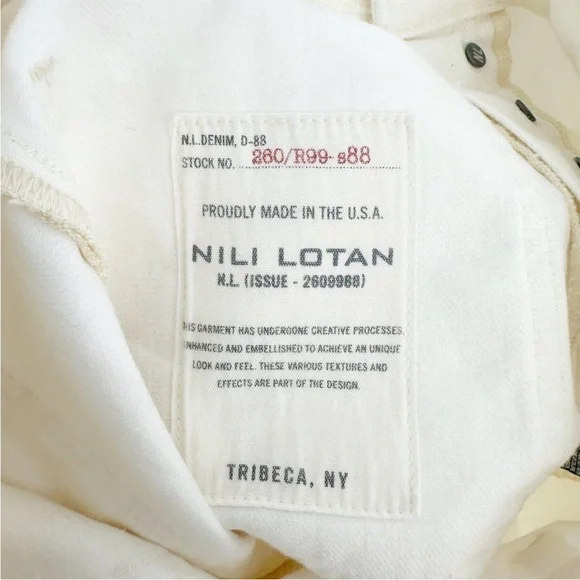 N.L.DENIM, D-88
STOCK NO. 260/R99-s88
PROUDLY MADE IN THE U.S.A.
NILI LOTAN
N.L. (ISSUE - 2609988)
THIS GARMENT HAS UNDERGONE CREATIVE PROCESSES,
ENHANCED AND EMBELLISHED TO ACHIEVE AN UNIQUE
LOOK AND FEEL. THESE VARIOUS TEXTURES AND
EFFECTS ARE PART OF THE DESIGN.
TRIBECA, NY